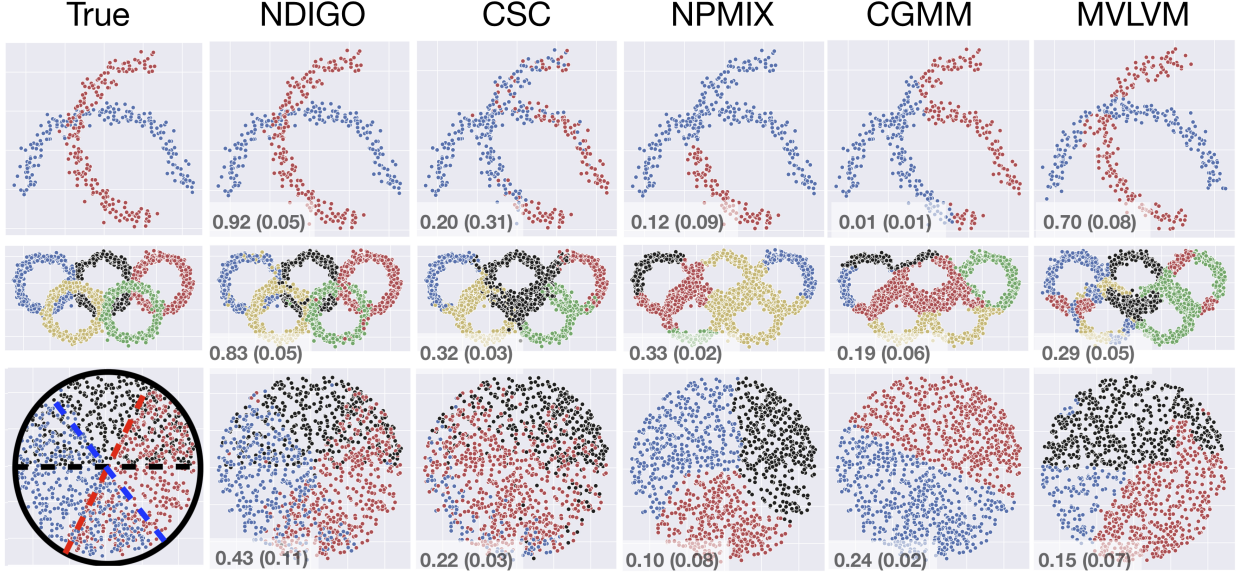 True NDIGO CSC NPMIX CGMM MVLVM
0.92 (0.05) 0.20 (0.31) 0.12 (0.09) 0.01 (0.01) 0.70 (0.08)
0.83 (0.05) 0.32 (0.03) 0.33 (0.02) 0.19 (0.06) 0.29 (0.05)
0.43 (0.11) 0.22 (0.03) 0.10 (0.08) 0.24 (0.02) 0.15 (0.07)